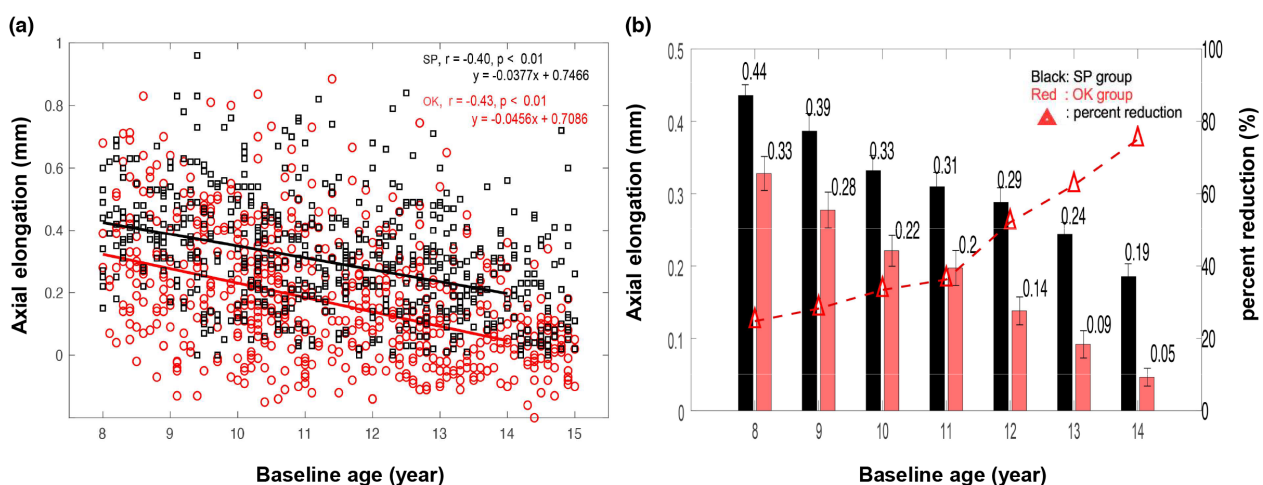 (a)
1
0.8
0.6
0.4
0.2
0
8 9 10 11 12 13 14 15
Axial elongation (mm)
Baseline age (year)
SP, r = -0.40, p < 0.01
y = -0.0377x + 0.7466
OK, r = -0.43, p < 0.01
y = -0.0456x + 0.7086
(b)
0.5
0.4
0.3
0.2
0.1
0
Axial elongation (mm)
Black: SP group
Red : OK group
: percent reduction
0.44
0.33
0.39
0.28
0.33
0.22
0.31
0.2
0.29
0.14
0.24
0.09
0.19
0.05
8 9 10 11 12 13 14
Baseline age (year)
100
80
60
40
20
0
percent reduction (%)